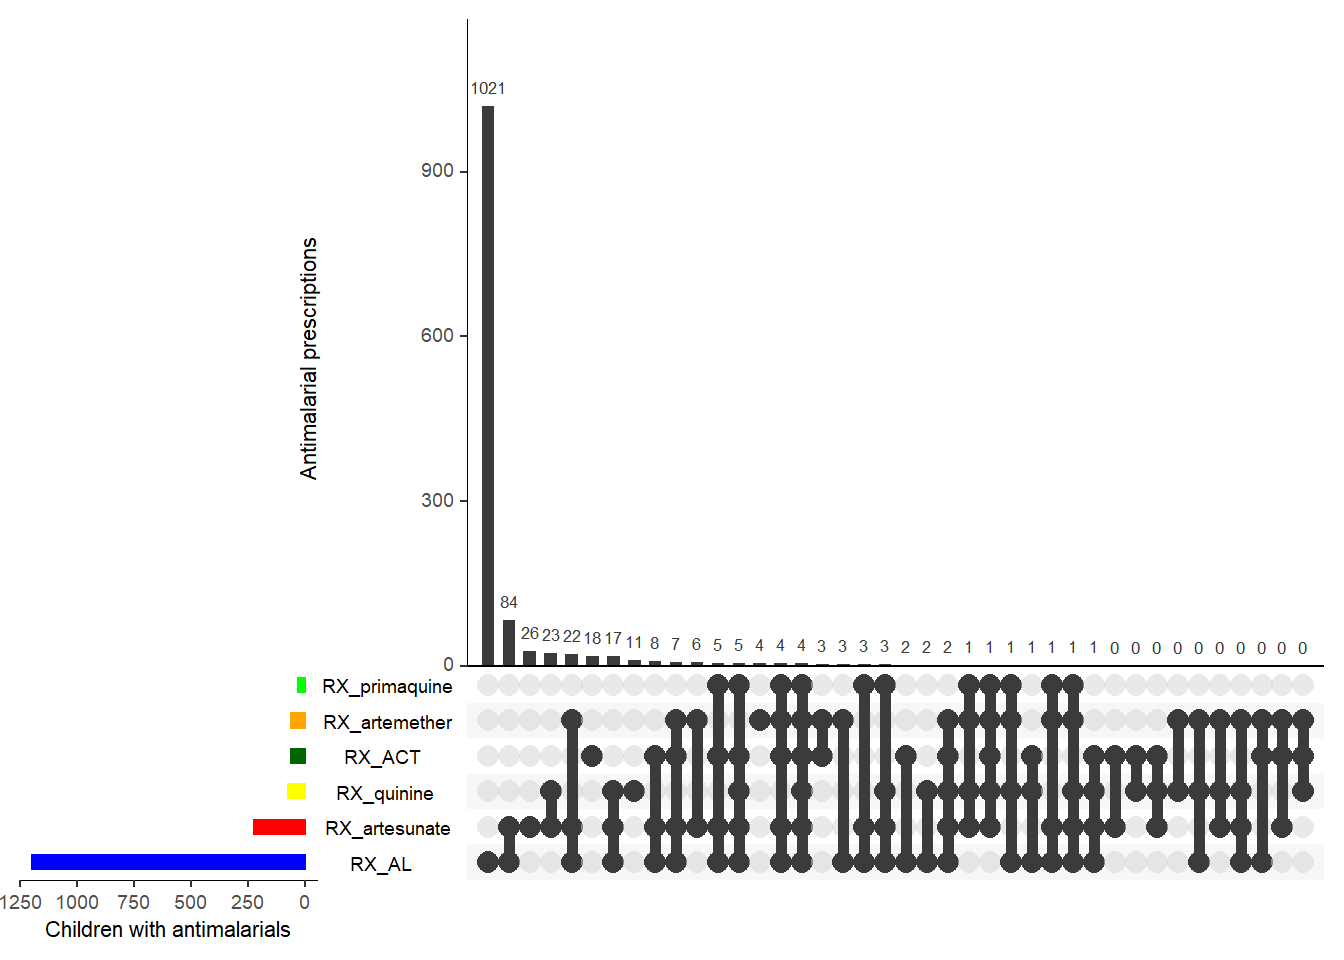 1021
900
600
300
0
Antimalarial prescriptions
84 26 23 22 18 17 11 8 7 6 5 5 4 4 4 3 3 3 3 2 2 2 1 1 1 1 1 1 1 0 0 0 0 0 0 0 0 0 0
RX_primaquine
RX_artemether
RX_ACT
RX_quinine
RX_artesunate
RX_AL
1250 1000 750 500 250 0
Children with antimalarials